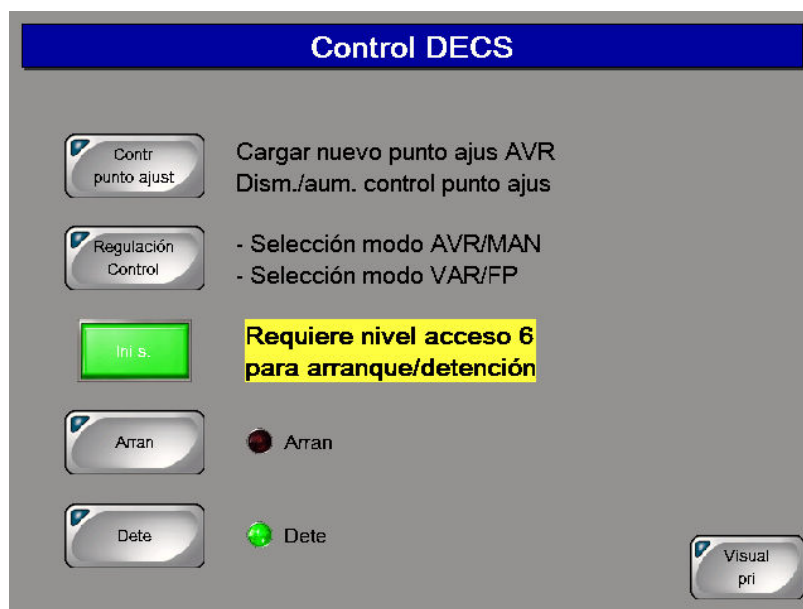 Control DECS
Contr
punto ajust
Cargar nuevo punto ajus AVR
Dism./aum. control punto ajus
Regulación
Control
- Selección modo AVR/MAN
- Selección modo VAR/FP
Ini s.
Requiere nivel acceso 6
para arranque/detención
Arran
Arran
Dete
Dete
Visual
pri